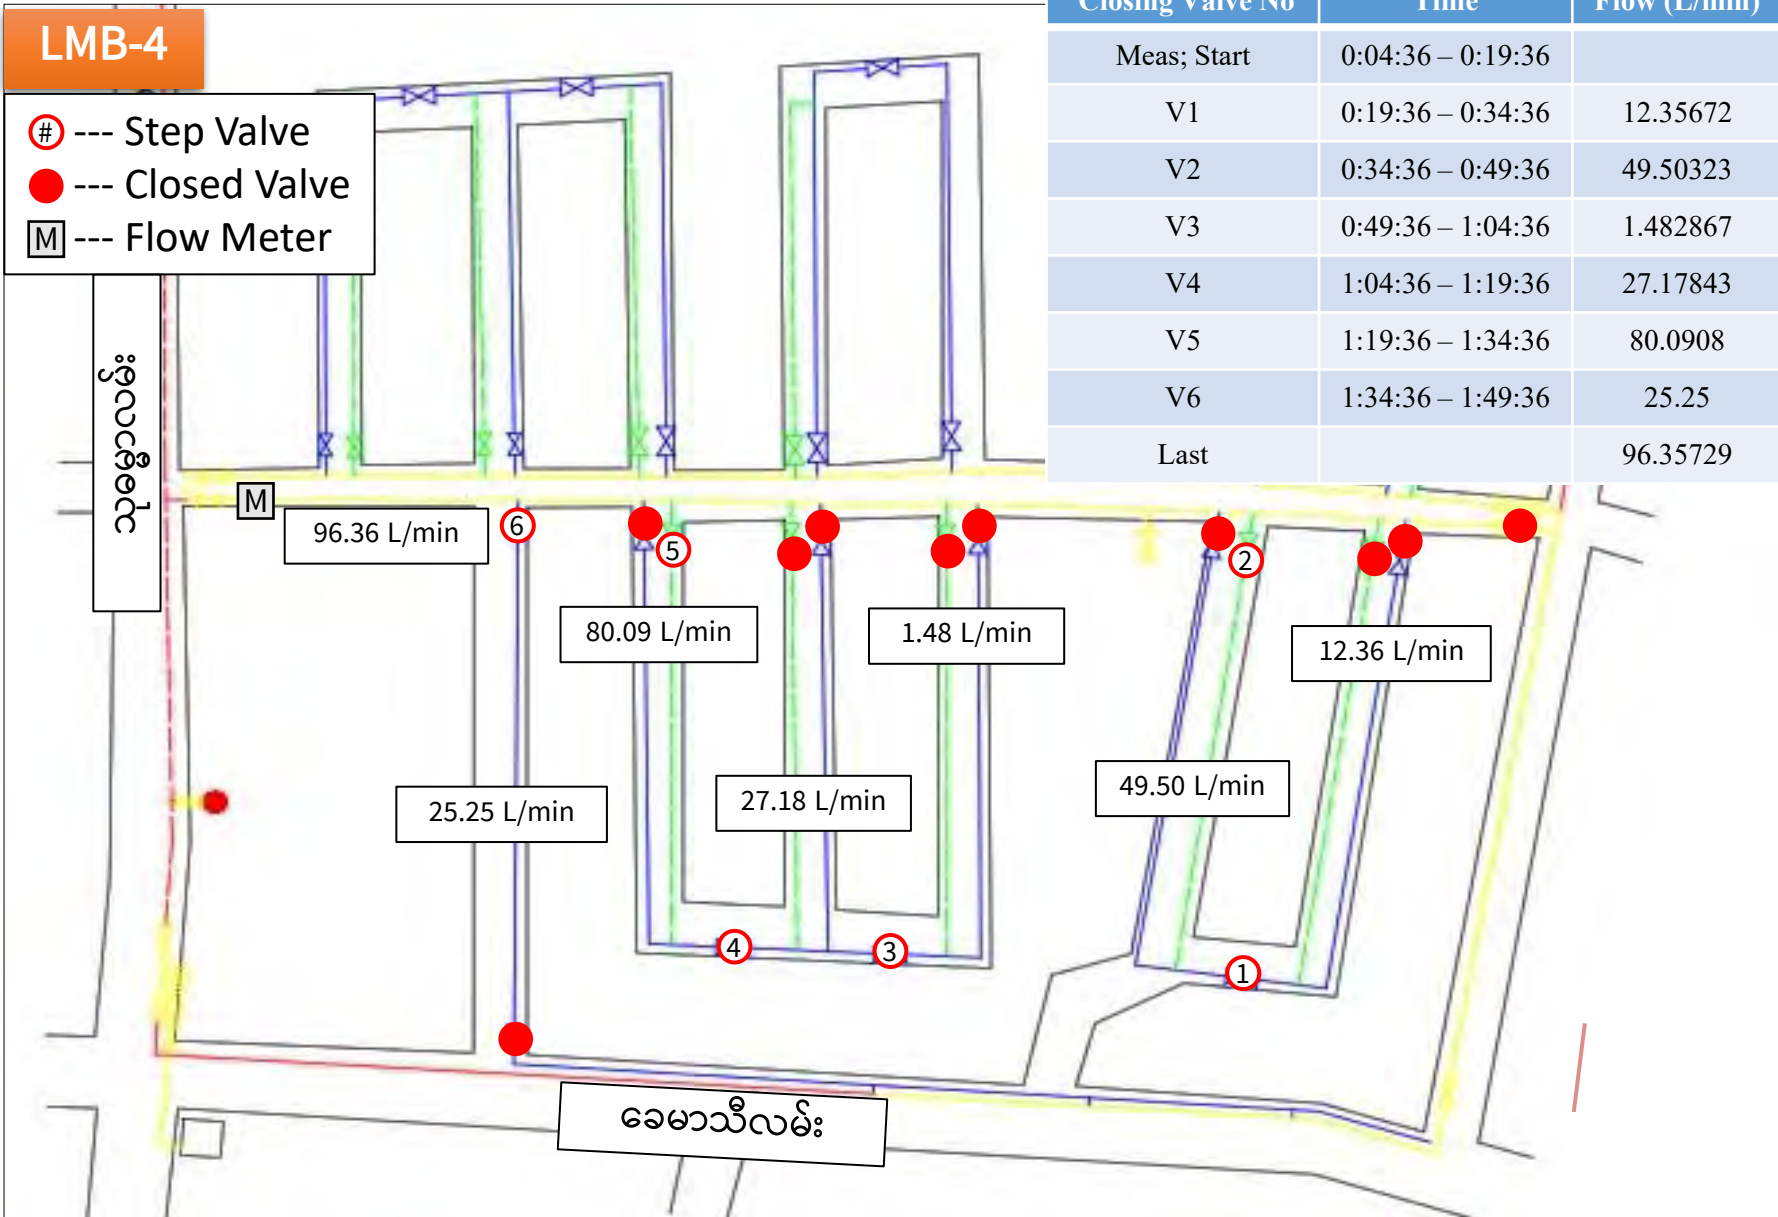 LMB-4
# --- Step Valve
--- Closed Valve
M --- Flow Meter
Closing Valve No Time Flow (L/min)
Meas; Start 0:04:36 – 0:19:36
V1 0:19:36 – 0:34:36 12.35672
V2 0:34:36 – 0:49:36 49.50323
V3 0:49:36 – 1:04:36 1.482867
V4 1:04:36 – 1:19:36 27.17843
V5 1:19:36 – 1:34:36 80.0908
V6 1:34:36 – 1:49:36 25.25
Last 96.35729
M
96.36 L/min
6
5
2
80.09 L/min
1.48 L/min
12.36 L/min
25.25 L/min
27.18 L/min
49.50 L/min
4
3
1
ခေမာသီလမ်း